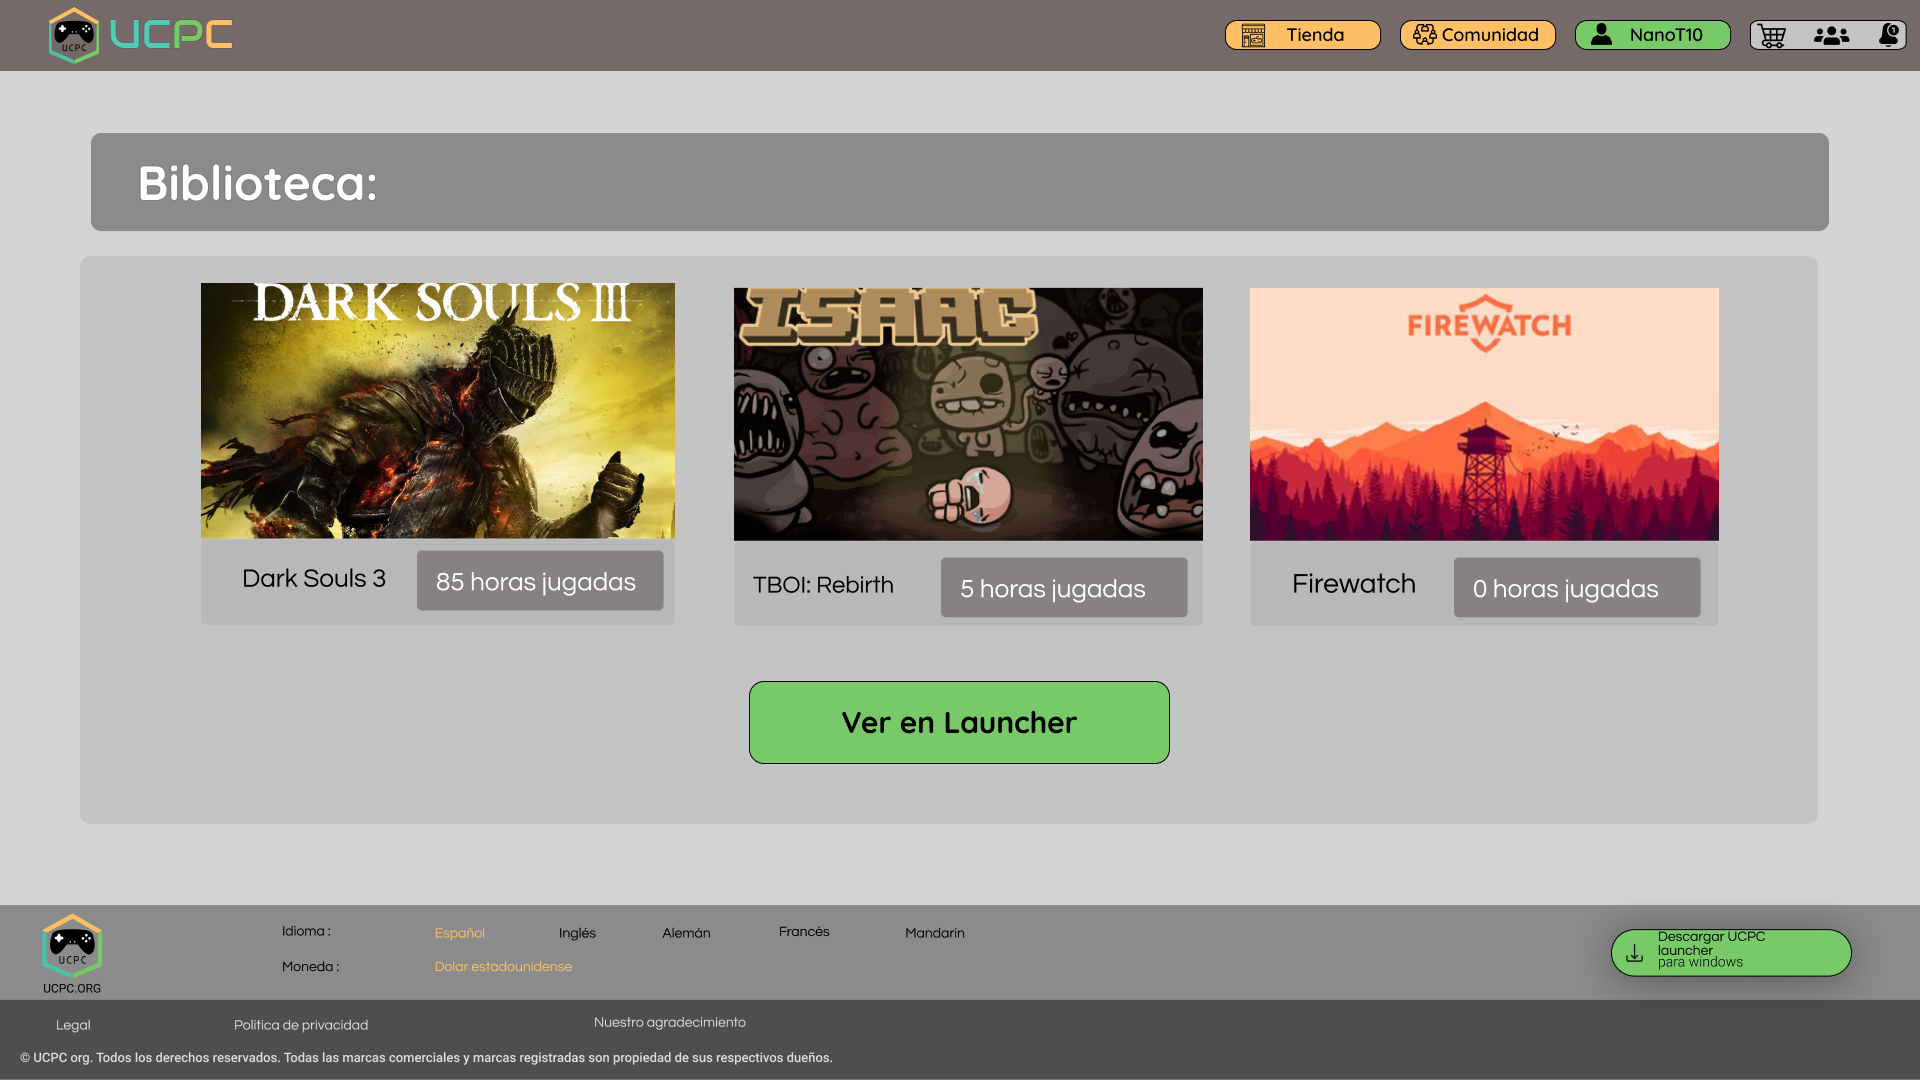 UCPC
UCPC
Tienda
Comunidad
NanoT10
1
Biblioteca:
DARK SOULS III
ISAAC
FIREWATCH
Dark Souls 3
85 horas jugadas
TBOI: Rebirth
5 horas jugadas
Firewatch
0 horas jugadas
Ver en Launcher
UCPC
UCPC.ORG
Idioma :
Español
Inglés
Alemán
Francés
Mandarín
Moneda :
Dolar estadounidense
Descargar UCPC
launcher
para windows
Legal
Política de privacidad
Nuestro agradecimiento
© UCPC org. Todos los derechos reservados. Todas las marcas comerciales y marcas registradas son propiedad de sus respectivos dueños.